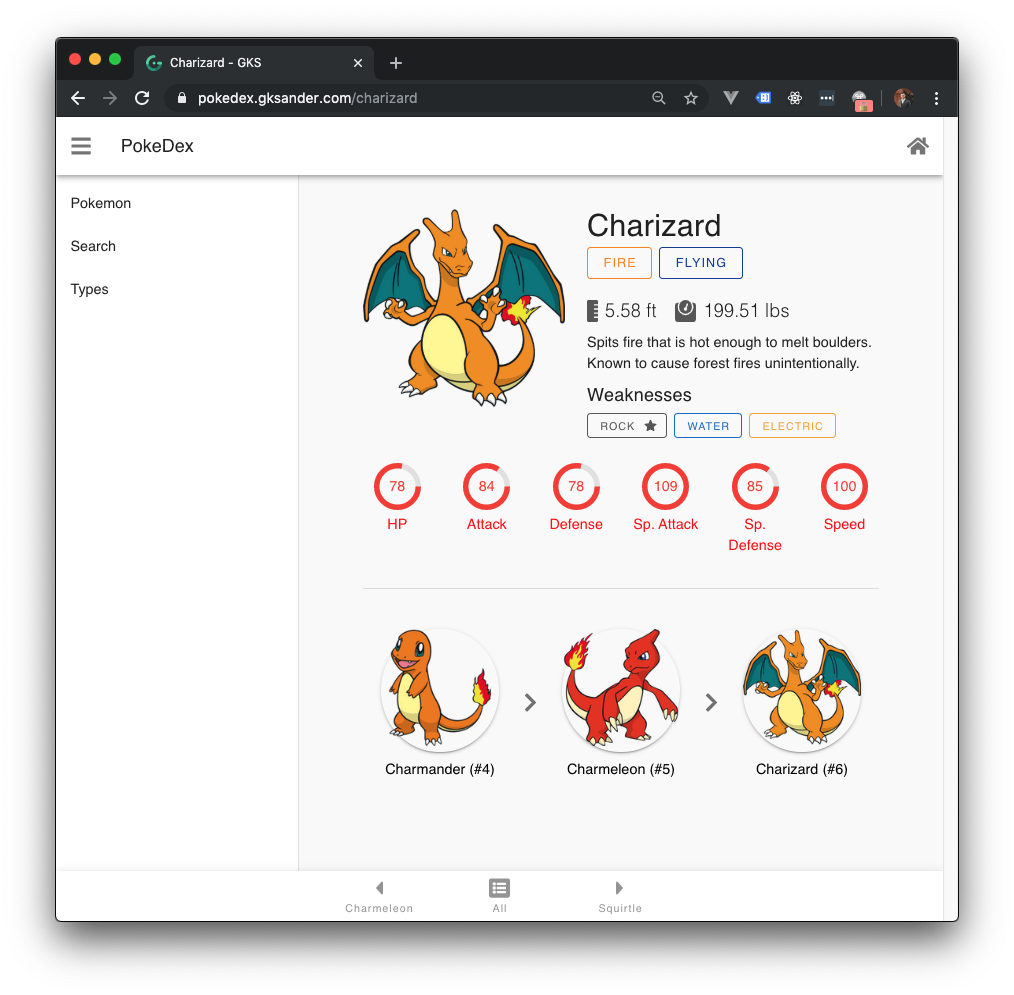 Charizard - GKS
pokedex.gksander.com/charizard
PokeDex
Pokemon
Search
Types
Charizard
FIRE FLYING
5.58 ft 199.51 lbs
Spits fire that is hot enough to melt boulders.
Known to cause forest fires unintentionally.
Weaknesses
ROCK WATER ELECTRIC
78 84 78 109 85 100
HP Attack Defense Sp. Attack Sp. Speed
Defense
Charmander (#4) Charmeleon (#5) Charizard (#6)
Charmeleon All Squirtle